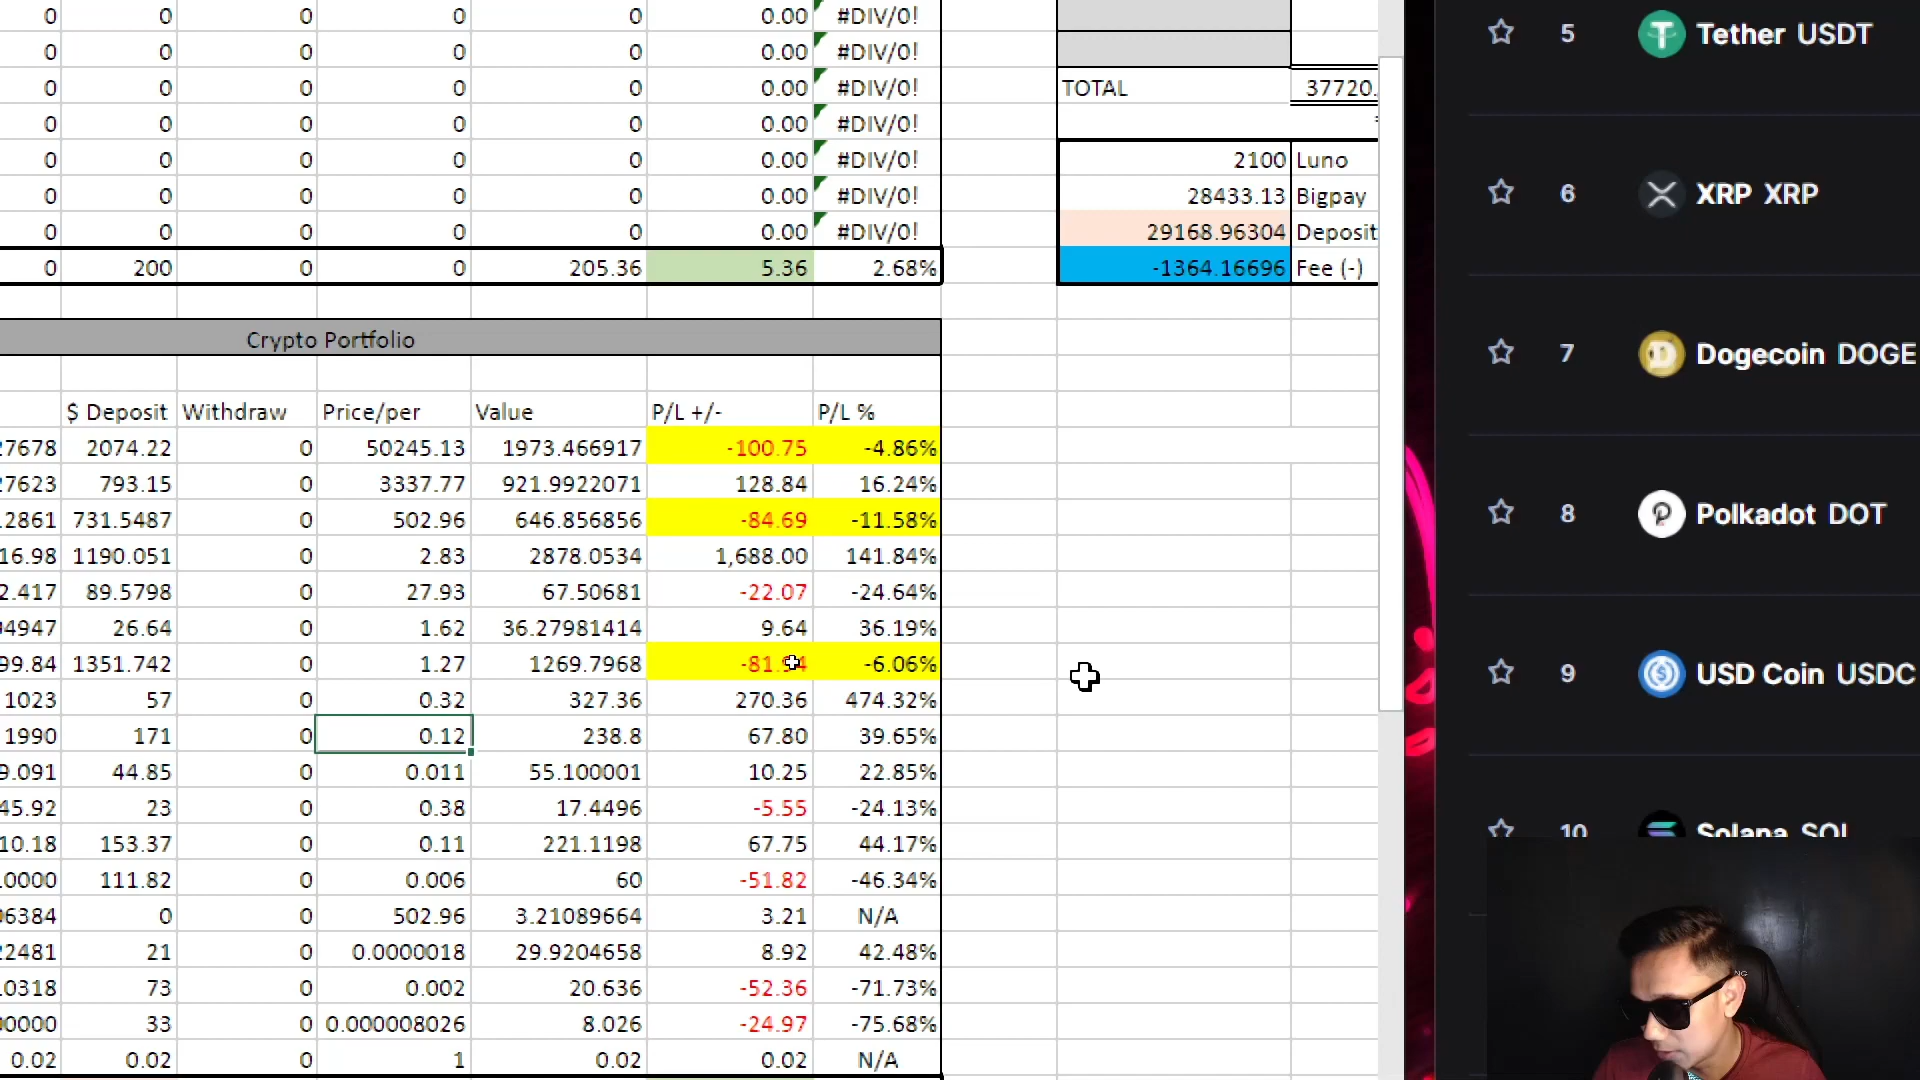 0 0 0 0 0 0.00 #DIV/0!
0 0 0 0 0 0.00 #DIV/0!
0 0 0 0 0 0.00 #DIV/0!
0 0 0 0 0 0.00 #DIV/0!
0 0 0 0 0 0.00 #DIV/0!
0 0 0 0 0 0.00 #DIV/0!
0 0 0 0 0 0.00 #DIV/0!
0 200 0 0 205.36 5.36 2.68%
TOTAL 37720.
2100 Luno
28433.13 Bigpay
29168.96304 Deposit
-1364.16696 Fee (-)
Crypto Portfolio
$ Deposit Withdraw Price/per Value P/L +/- P/L %
27678 2074.22 0 50245.13 1973.466917 -100.75 -4.86%
27623 793.15 0 3337.77 921.9922071 128.84 16.24%
.2861 731.5487 0 502.96 646.856856 -84.69 -11.58%
16.98 1190.051 0 2.83 2878.0534 1,688.00 141.84%
2.417 89.5798 0 27.93 67.50681 -22.07 -24.64%
94947 26.64 0 1.62 36.27981414 9.64 36.19%
99.84 1351.742 0 1.27 1269.7968 -81.94 -6.06%
1023 57 0 0.32 327.36 270.36 474.32%
1990 171 0 0.12 238.8 67.80 39.65%
9.091 44.85 0 0.011 55.100001 10.25 22.85%
45.92 23 0 0.38 17.4496 -5.55 -24.13%
10.18 153.37 0 0.11 221.1198 67.75 44.17%
0000 111.82 0 0.006 60 -51.82 -46.34%
06384 0 0 502.96 3.21089664 3.21 N/A
22481 21 0 0.0000018 29.9204658 8.92 42.48%
.0318 73 0 0.002 20.636 -52.36 -71.73%
00000 33 0 0.000008026 8.026 -24.97 -75.68%
0.02 0.02 0 1 0.02 0.02 N/A
5 Tether USDT
6 XRP XRP
7 Dogecoin DOGE
8 Polkadot DOT
9 USD Coin USDC
10 Solana SOL